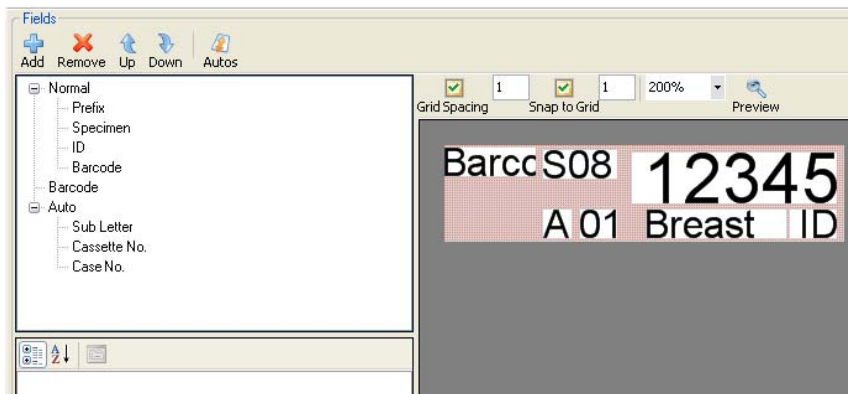 Fields
Add Remove Up Down Autos
Normal
Prefix
Specimen
ID
Barcode
Barcode
Auto
Sub Letter
Cassette No.
Case No.
1 1 200%
Grid Spacing Snap to Grid Preview
Barcc S08 12345
A 01 Breast ID
A
Z